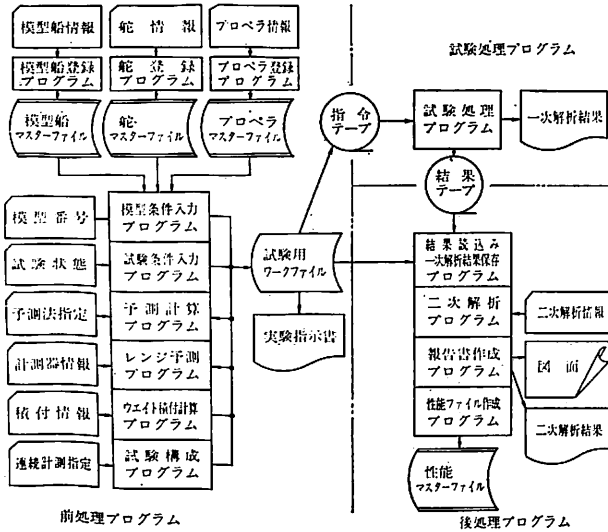 模型船情報
舵情報
プロペラ情報
模型船登録
プログラム
舵登録
プログラム
プロペラ登録
プログラム
模型船
マスターファイル
舵
マスターファイル
プロペラ
マスターファイル
模型番号
試験状態
予測法指定
計測器情報
積付情報
連続計測指定
模型条件入力
プログラム
試験条件入力
プログラム
予測計算
プログラム
レンジ予測
プログラム
ウエイト積付計算
プログラム
試験構成
プログラム
前処理プログラム
試験用
ワークファイル
実験指示書
指令
テープ
試験処理プログラム
試験処理
プログラム
一次解析結果
結果
テープ
結果読込み
一次解析結果保存
プログラム
二次解析
プログラム
報告書作成
プログラム
性能ファイル作成
プログラム
二次解析情報
図面
二次解析結果
性能
マスターファイル
後処理プログラム